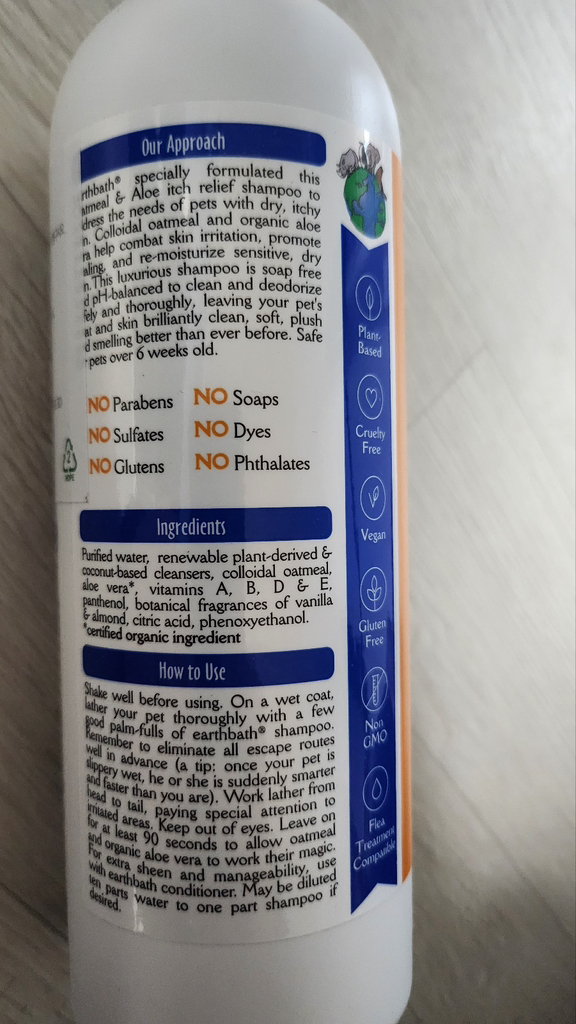 Our Approach
rthbath® specially formulated this
atmeal & Aloe itch relief shampoo to
dress the needs of pets with dry, itchy
n. Colloidal oatmeal and organic aloe
ra help combat skin irritation, promote
aling, and re-moisturize sensitive, dry
n. This luxurious shampoo is soap free
d pH-balanced to clean and deodorize
fely and thoroughly, leaving your pet's
at and skin brilliantly clean, soft, plush
d smelling better than ever before. Safe
r pets over 6 weeks old.
NO Parabens NO Soaps
NO Sulfates NO Dyes
NO Glutens NO Phthalates
Ingredients
Purified water, renewable plant-derived &
coconut-based cleansers, colloidal oatmeal,
aloe vera*, vitamins A, B, D & E,
panthenol, botanical fragrances of vanilla
& almond, citric acid, phenoxyethanol.
*certified organic ingredient
How to Use
Shake well before using. On a wet coat,
lather your pet thoroughly with a few
good palm-fulls of earthbath® shampoo.
Remember to eliminate all escape routes
well in advance (a tip: once your pet is
slippery wet, he or she is suddenly smarter
and faster than you are). Work lather from
head to tail, paying special attention to
irritated areas. Keep out of eyes. Leave on
for at least 90 seconds to allow oatmeal
and organic aloe vera to work their magic.
For extra sheen and manageability, use
with earthbath conditioner. May be diluted
ten parts water to one part shampoo if
desired.
Plant-
Based
Cruelty
Free
Vegan
Gluten
Free
Non
GMO
Flea
Treatment
Compatible
2
HDPE